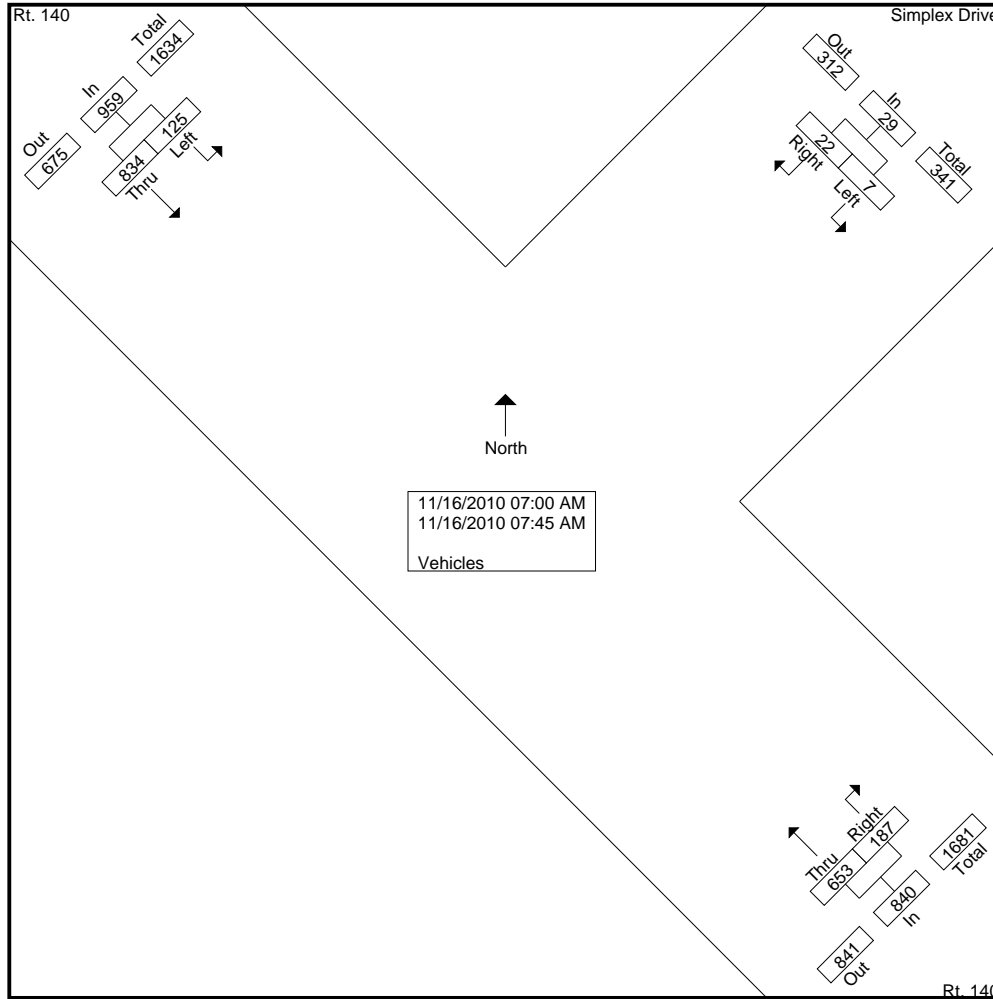 Rt. 140
Simplex Drive
Out
In
Total
675
959
1634
834
125
Thru
Left
Out
In
Total
312
29
341
22
7
Right
Left
North
11/16/2010 07:00 AM
11/16/2010 07:45 AM
Vehicles
Thru
Right
653
187
841
840
1681
Out
In
Total
Rt. 140